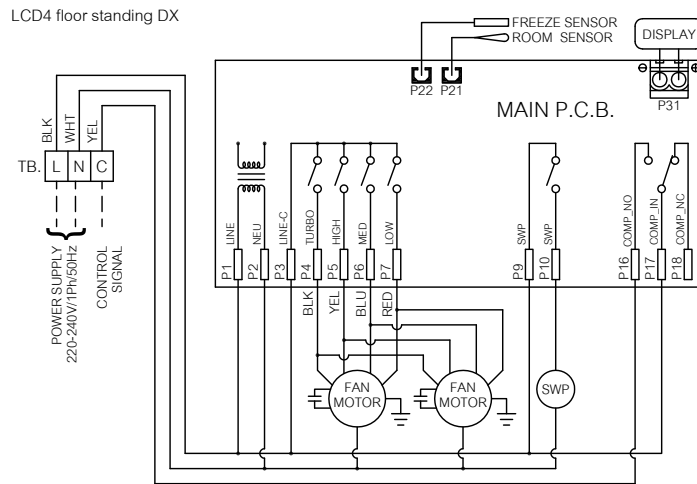 LCD4 floor standing DX
FREEZE SENSOR
ROOM SENSOR
DISPLAY
P22
P21
P31
MAIN P.C.B.
BLK
WHT
YEL
TB.
L
N
C
POWER SUPPLY
220-240V/1Ph/50Hz
CONTROL
SIGNAL
LINE
NEU
LINE-C
TURBO
HIGH
MED
LOW
SWP
SWP
COMP_NO
COMP_IN
COMP_NC
P1
P2
P3
P4
P5
P6
P7
P9
P10
P16
P17
P18
BLK
YEL
BLU
RED
FAN
MOTOR
FAN
MOTOR
SWP